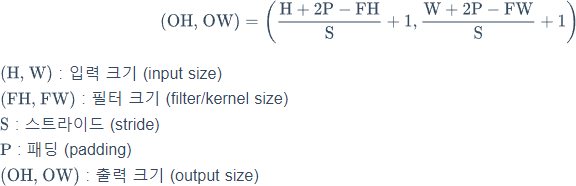 (OH, OW) = ( (H + 2P − FH)/S + 1, (W + 2P − FW)/S + 1 )
(H, W) : 입력 크기 (input size)
(FH, FW) : 필터 크기 (filter/kernel size)
S : 스트라이드 (stride)
P : 패딩 (padding)
(OH, OW) : 출력 크기 (output size)